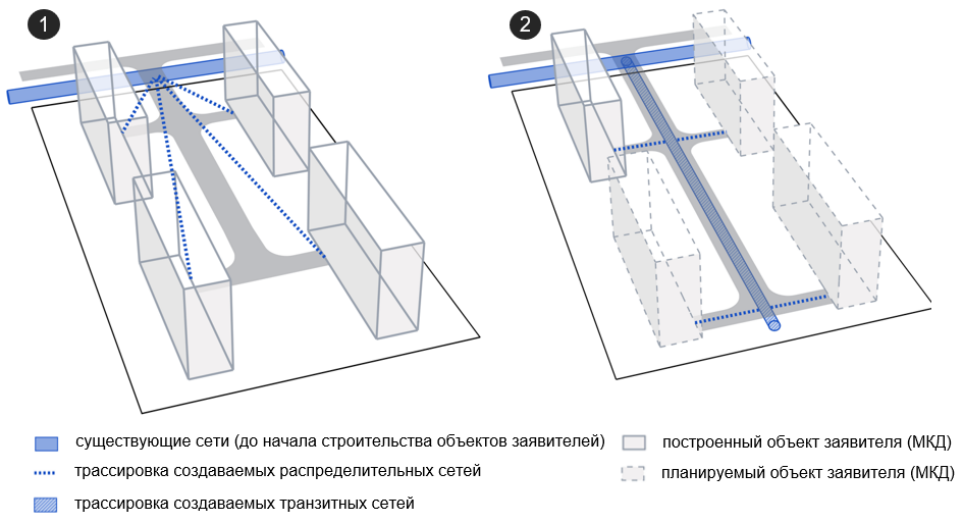 1
2
существующие сети (до начала строительства объектов заявителей)
построенный объект заявителя (МКД)
трассировка создаваемых распределительных сетей
планируемый объект заявителя (МКД)
трассировка создаваемых транзитных сетей